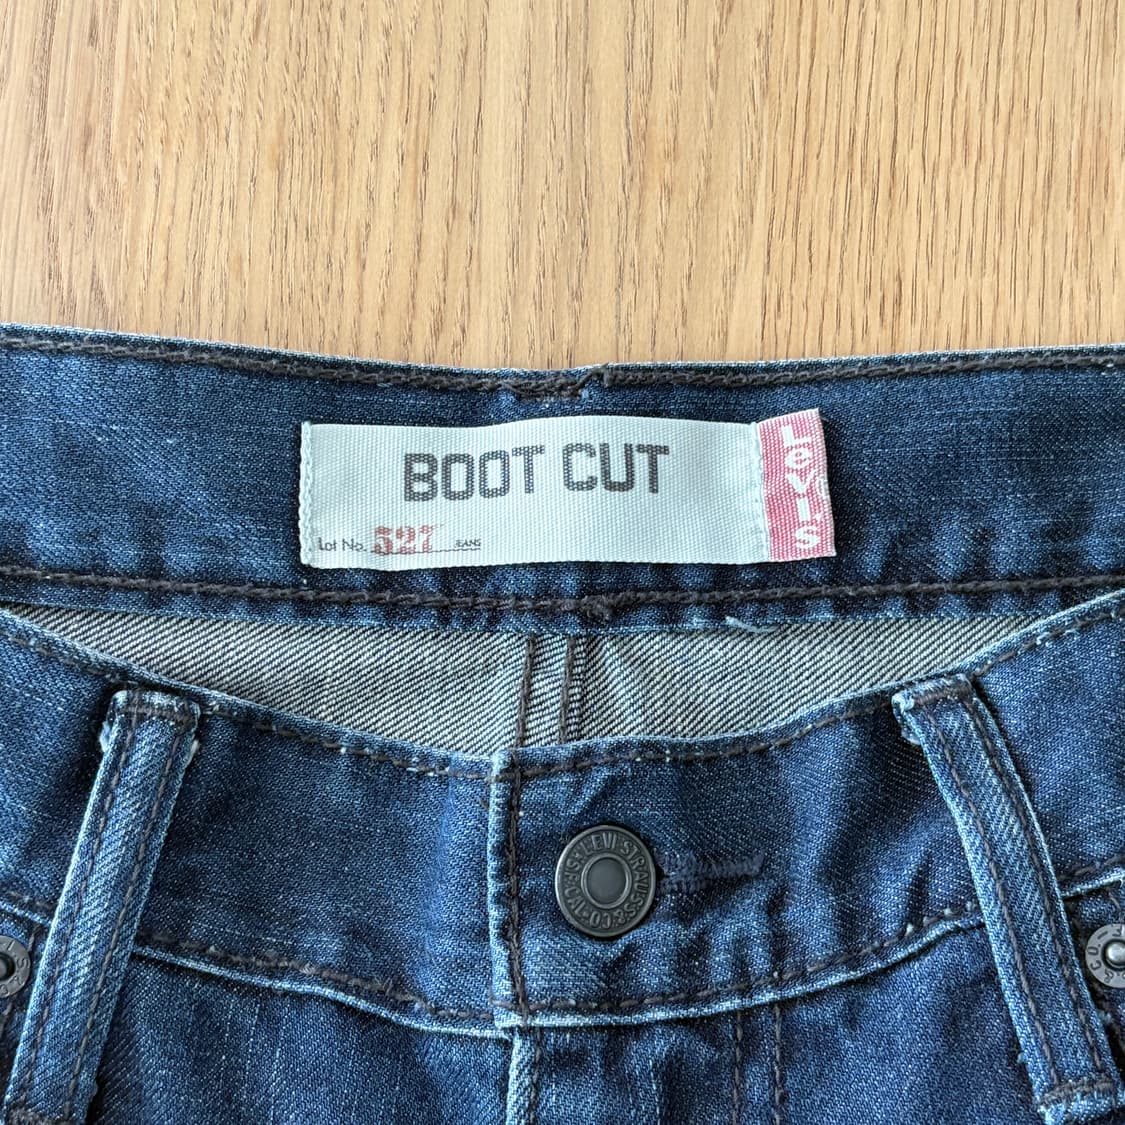 BOOT CUT
Lot No. 527 JEANS
Levi's
LEVI STRAUSS & CO